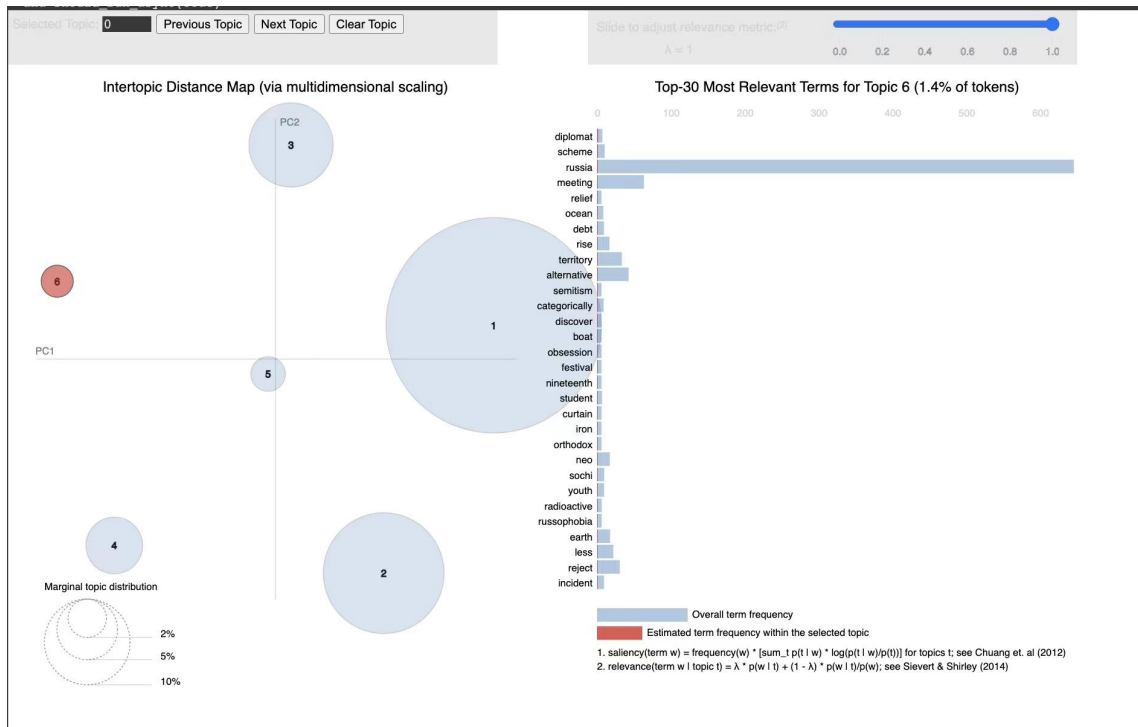 Selected Topic: 0 Previous Topic Next Topic Clear Topic
Slide to adjust relevance metric:(2)
λ = 1
0.0 0.2 0.4 0.6 0.8 1.0
Intertopic Distance Map (via multidimensional scaling)
PC2
PC1
3
6
1
5
4
2
Marginal topic distribution
2%
5%
10%
Top-30 Most Relevant Terms for Topic 6 (1.4% of tokens)
0 100 200 300 400 500 600
diplomat
scheme
russia
meeting
relief
ocean
debt
rise
territory
alternative
semitism
categorically
discover
boat
obsession
festival
nineteenth
student
curtain
iron
orthodox
neo
sochi
youth
radioactive
russophobia
earth
less
reject
incident
Overall term frequency
Estimated term frequency within the selected topic
1. saliency(term w) = frequency(w) * [sum_t p(t | w) * log(p(t | w)/p(t))] for topics t; see Chuang et. al (2012)
2. relevance(term w | topic t) = λ * p(w | t) + (1 - λ) * p(w | t)/p(w); see Sievert & Shirley (2014)